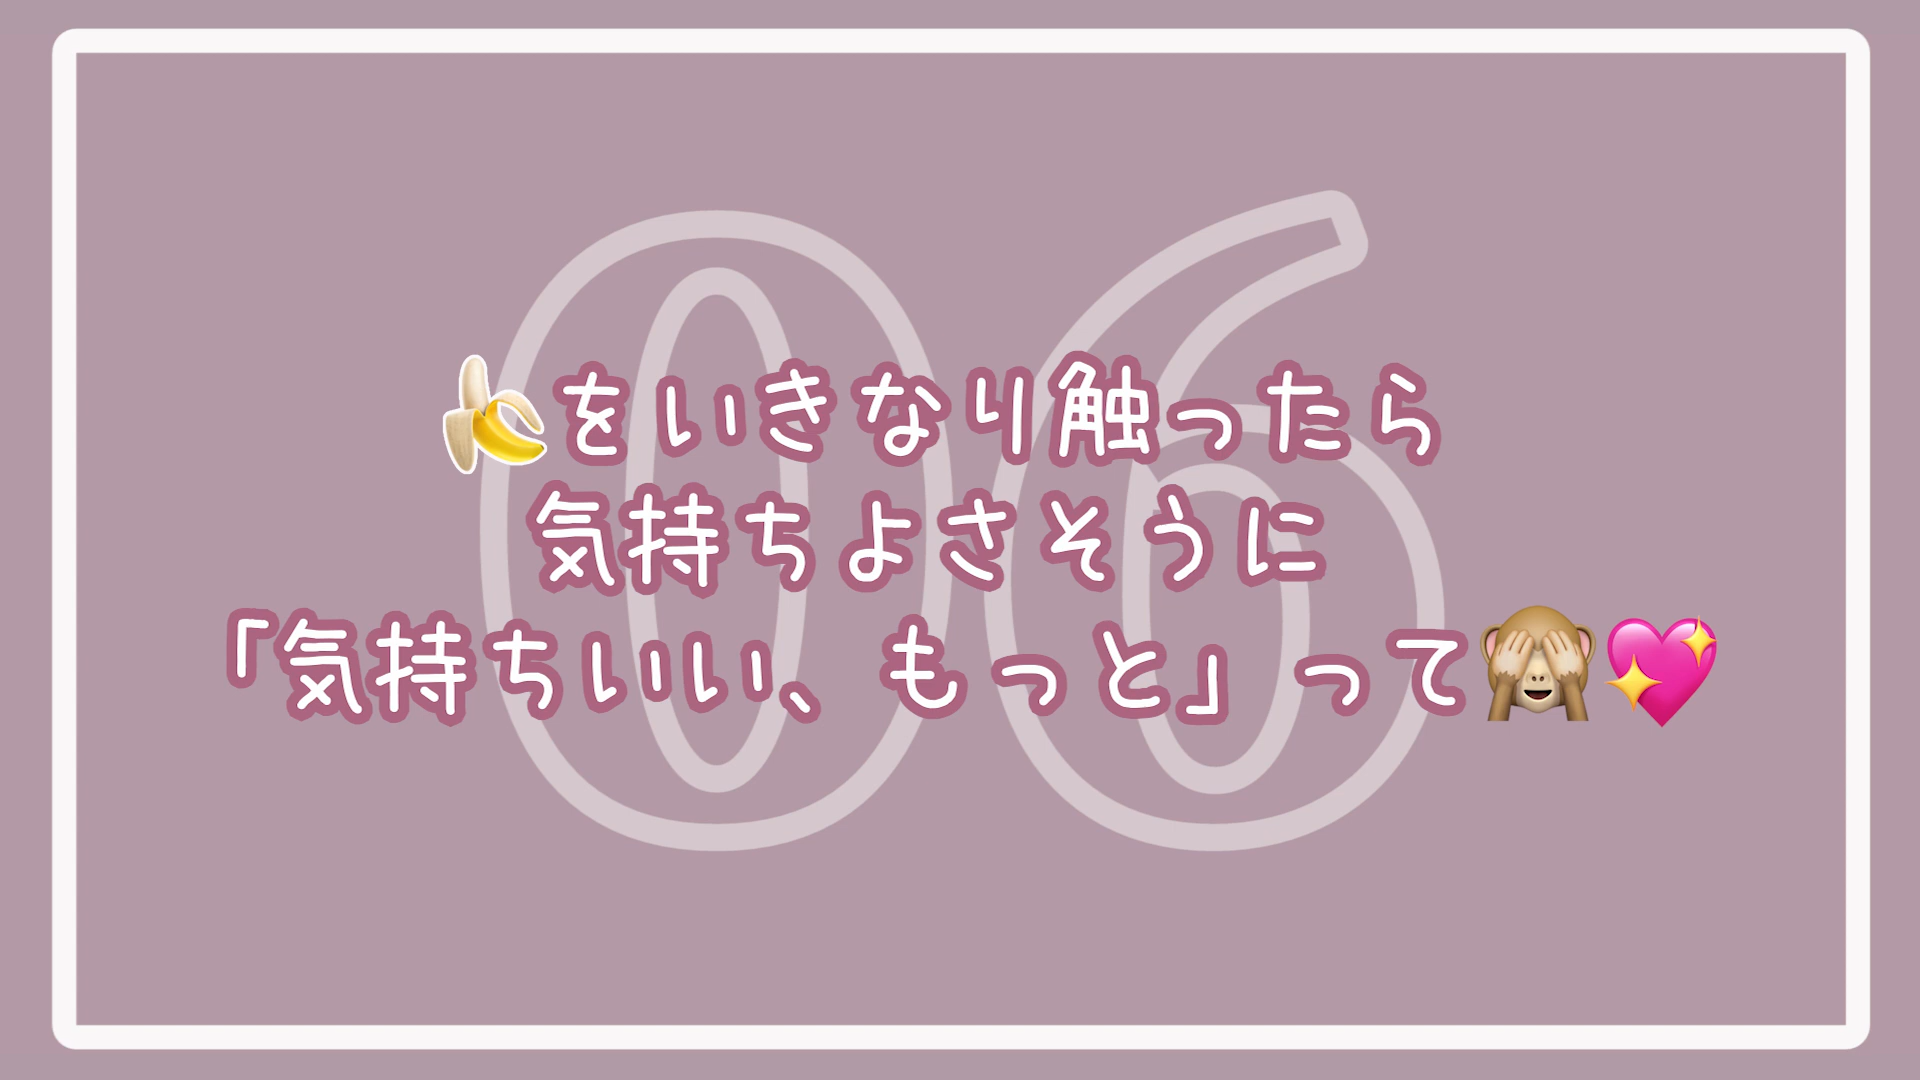 06
🍌をいきなり触ったら
気持ちよさそうに
「気持ちいい、もっと」って🙈💖